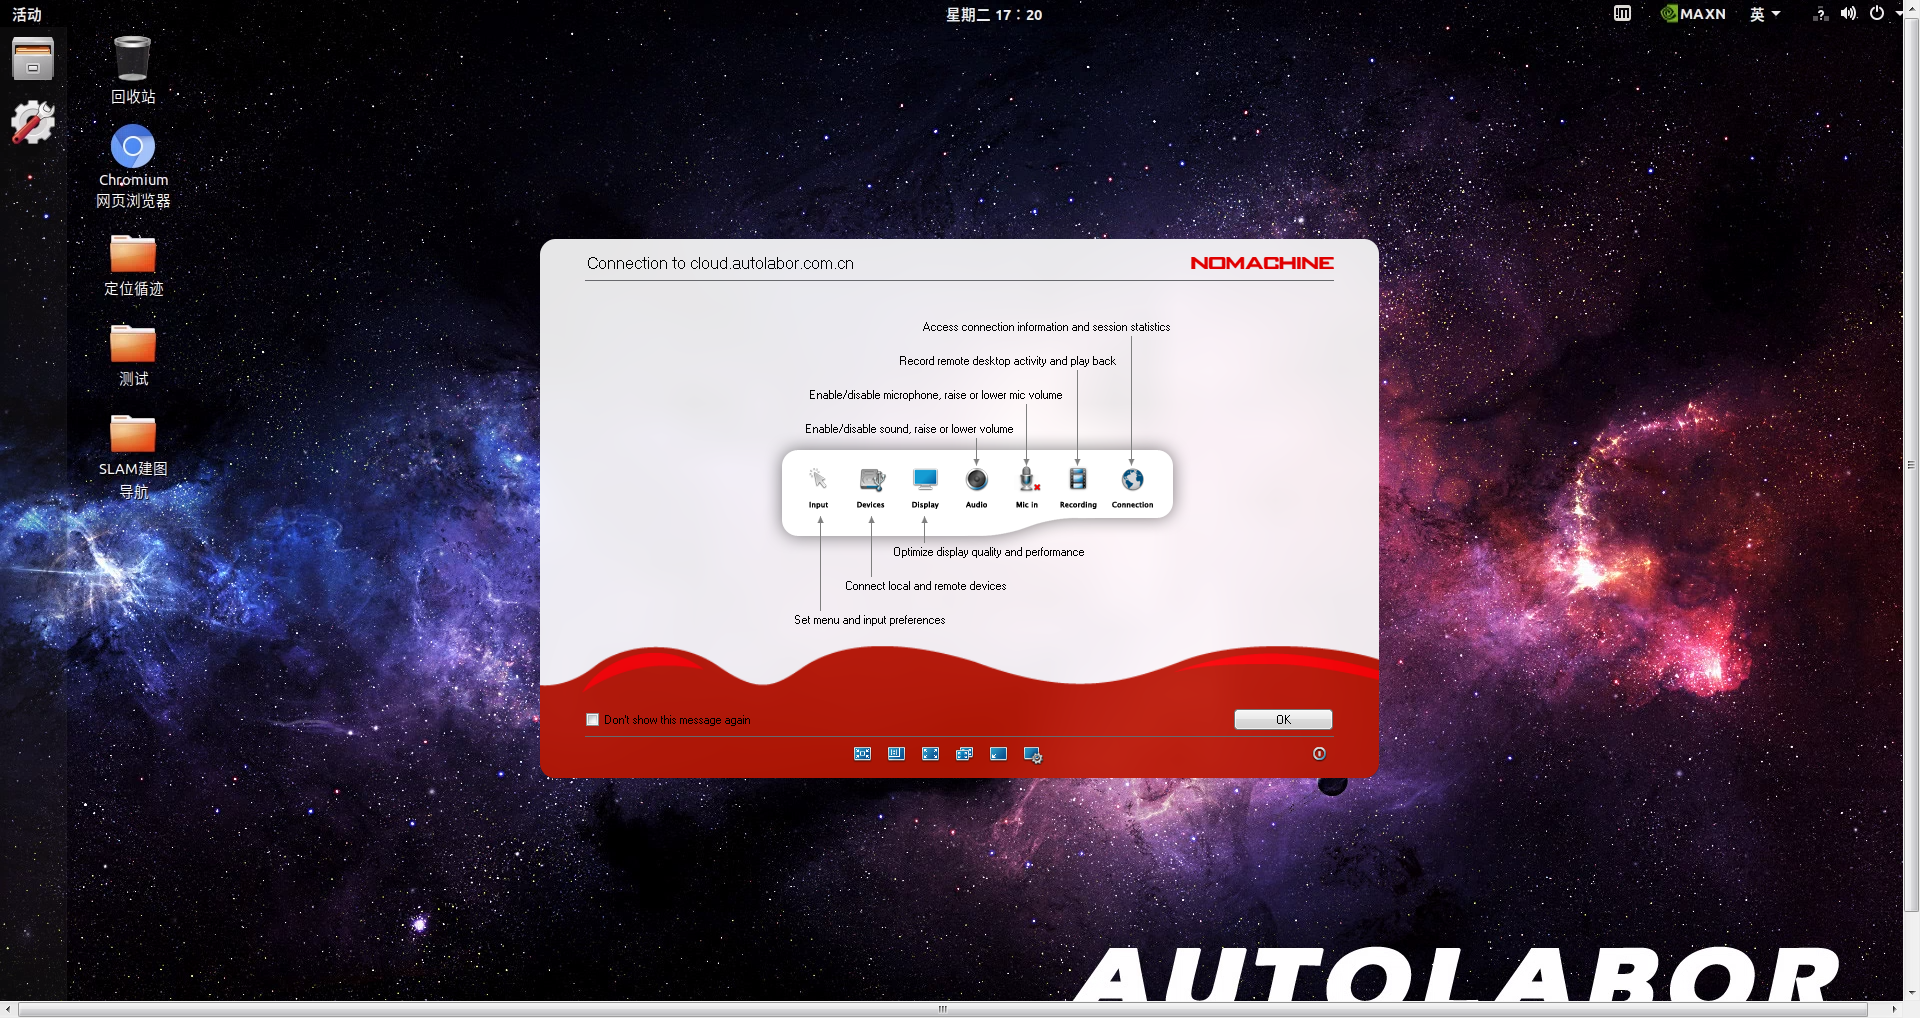 活动
星期二 17：20
MAXN
英
回收站
Chromium
网页浏览器
定位循迹
测试
SLAM建图
导航
Connection to cloud.autolabor.com.cn
NOMACHINE
Access connection information and session statistics
Record remote desktop activity and play back
Enable/disable microphone, raise or lower mic volume
Enable/disable sound, raise or lower volume
Input
Devices
Display
Audio
Mic in
Recording
Connection
Optimize display quality and performance
Connect local and remote devices
Set menu and input preferences
Don't show this message again
OK
AUTOLABOR